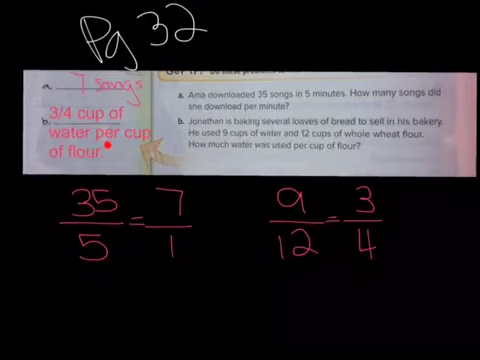 Pg 32
Got it? Do these problems to
a. 7 songs
b. 3/4 cup of
water per cup
of flour.
a. Ama downloaded 35 songs in 5 minutes. How many songs did
she download per minute?
b. Jonathan is baking several loaves of bread to sell in his bakery.
He used 9 cups of water and 12 cups of whole wheat flour.
How much water was used per cup of flour?
35/5 = 7/1
9/12 = 3/4